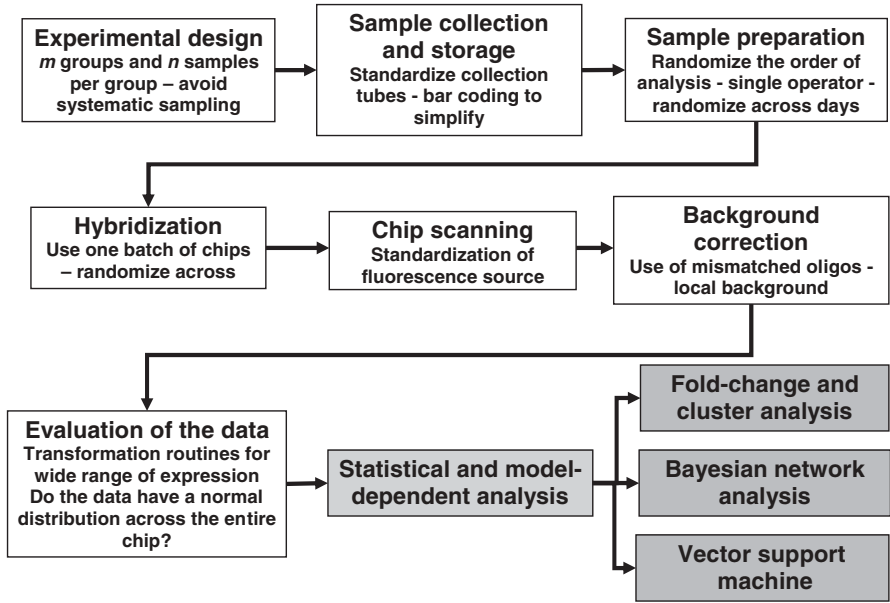 Experimental design
m groups and n samples
per group – avoid
systematic sampling
Sample collection
and storage
Standardize collection
tubes - bar coding to
simplify
Sample preparation
Randomize the order of
analysis - single operator -
randomize across days
Hybridization
Use one batch of chips
– randomize across
Chip scanning
Standardization of
fluorescence source
Background
correction
Use of mismatched oligos -
local background
Evaluation of the data
Transformation routines for
wide range of expression
Do the data have a normal
distribution across the entire
chip?
Statistical and model-
dependent analysis
Fold-change and
cluster analysis
Bayesian network
analysis
Vector support
machine